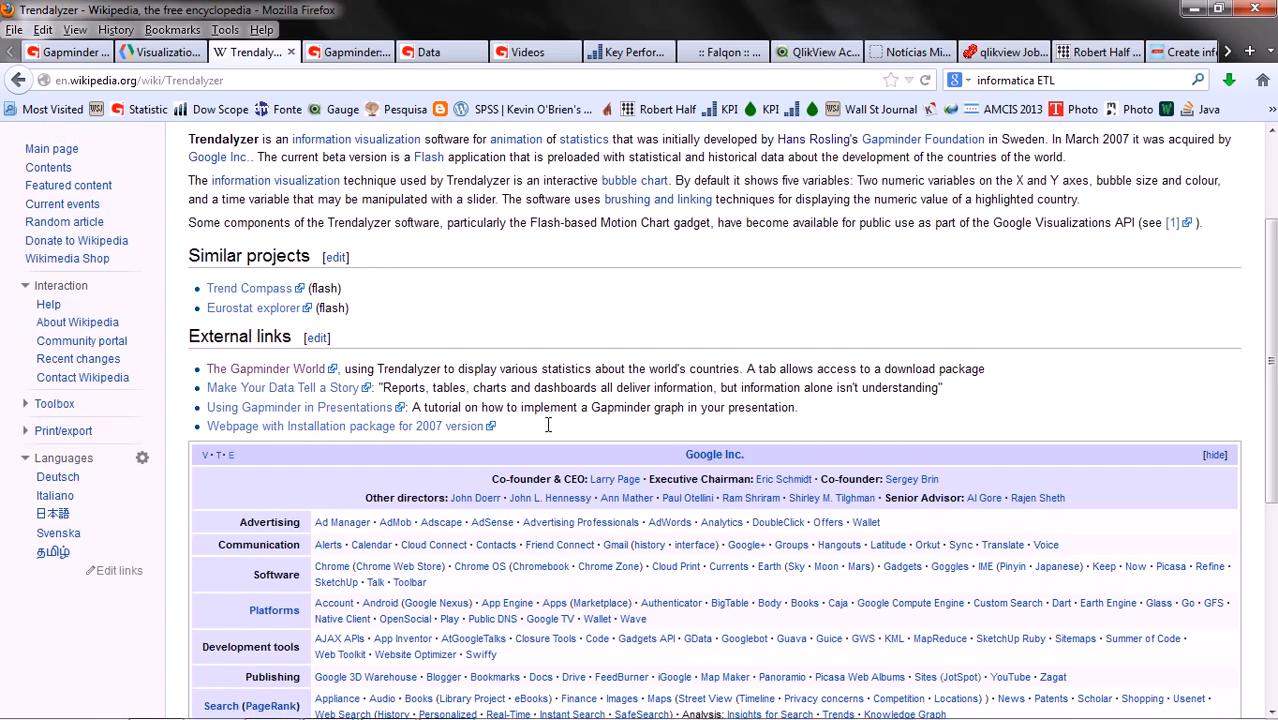 Trendalyzer - Wikipedia, the free encyclopedia - Mozilla Firefox
File Edit View History Bookmarks Tools Help
Gapminder ... Visualizatio... W Trendaly... × Gapminder:... Data Videos Key Perfor... :: Falqon :: ... QlikView Ac... Notícias Mi... qlikview Job... Robert Half ... Create inf
en.wikipedia.org/wiki/Trendalyzer informatica ETL
Most Visited Statistic Dow Scope Fonte Gauge Pesquisa SPSS | Kevin O'Brien's ... Robert Half KPI KPI Wall St Journal AMCIS 2013 Photo Photo Java
Main page
Contents
Featured content
Current events
Random article
Donate to Wikipedia
Wikimedia Shop
Interaction
Help
About Wikipedia
Community portal
Recent changes
Contact Wikipedia
Toolbox
Print/export
Languages
Deutsch
Italiano
日本語
Svenska
தமிழ்
Edit links
Trendalyzer is an information visualization software for animation of statistics that was initially developed by Hans Rosling's Gapminder Foundation in Sweden. In March 2007 it was acquired by
Google Inc.. The current beta version is a Flash application that is preloaded with statistical and historical data about the development of the countries of the world.
The information visualization technique used by Trendalyzer is an interactive bubble chart. By default it shows five variables: Two numeric variables on the X and Y axes, bubble size and colour,
and a time variable that may be manipulated with a slider. The software uses brushing and linking techniques for displaying the numeric value of a highlighted country.
Some components of the Trendalyzer software, particularly the Flash-based Motion Chart gadget, have become available for public use as part of the Google Visualizations API (see [1] ).
Similar projects [edit]
• Trend Compass (flash)
• Eurostat explorer (flash)
External links [edit]
• The Gapminder World , using Trendalyzer to display various statistics about the world's countries. A tab allows access to a download package
• Make Your Data Tell a Story : "Reports, tables, charts and dashboards all deliver information, but information alone isn't understanding"
• Using Gapminder in Presentations : A tutorial on how to implement a Gapminder graph in your presentation.
• Webpage with Installation package for 2007 version
V • T • E Google Inc. [hide]
Co-founder & CEO: Larry Page • Executive Chairman: Eric Schmidt • Co-founder: Sergey Brin
Other directors: John Doerr • John L. Hennessy • Ann Mather • Paul Otellini • Ram Shriram • Shirley M. Tilghman • Senior Advisor: Al Gore • Rajen Sheth
Advertising Ad Manager • AdMob • Adscape • AdSense • Advertising Professionals • AdWords • Analytics • DoubleClick • Offers • Wallet
Communication Alerts • Calendar • Cloud Connect • Contacts • Friend Connect • Gmail (history • interface) • Google+ • Groups • Hangouts • Latitude • Orkut • Sync • Translate • Voice
Software Chrome (Chrome Web Store) • Chrome OS (Chromebook • Chrome Zone) • Cloud Print • Currents • Earth (Sky • Moon • Mars) • Gadgets • Goggles • IME (Pinyin • Japanese) • Keep • Now • Picasa • Refine •
SketchUp • Talk • Toolbar
Platforms Account • Android (Google Nexus) • App Engine • Apps (Marketplace) • Authenticator • BigTable • Body • Books • Caja • Google Compute Engine • Custom Search • Dart • Earth Engine • Glass • Go • GFS •
Native Client • OpenSocial • Play • Public DNS • Google TV • Wallet • Wave
Development tools AJAX APIs • App Inventor • AtGoogleTalks • Closure Tools • Code • Gadgets API • GData • Googlebot • Guava • Guice • GWS • KML • MapReduce • SketchUp Ruby • Sitemaps • Summer of Code •
Web Toolkit • Website Optimizer • Swiffy
Publishing Google 3D Warehouse • Blogger • Bookmarks • Docs • Drive • FeedBurner • iGoogle • Map Maker • Panoramio • Picasa Web Albums • Sites (JotSpot) • YouTube • Zagat
Search (PageRank) Appliance • Audio • Books (Library Project • eBooks) • Finance • Images • Maps (Street View (Timeline • Privacy concerns • Competition • Locations) ) • News • Patents • Scholar • Shopping • Usenet •
Web Search (History • Personalized • Real-Time • Instant Search • SafeSearch) • Analysis: Insights for Search • Trends • Knowledge Graph